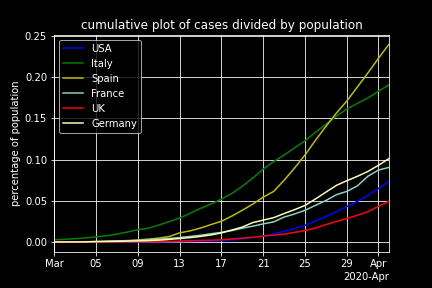 cumulative plot of cases divided by population
percentage of population
0.25
0.20
0.15
0.10
0.05
0.00
USA
Italy
Spain
France
UK
Germany
Mar 05 09 13 17 21 25 29 Apr
2020-Apr